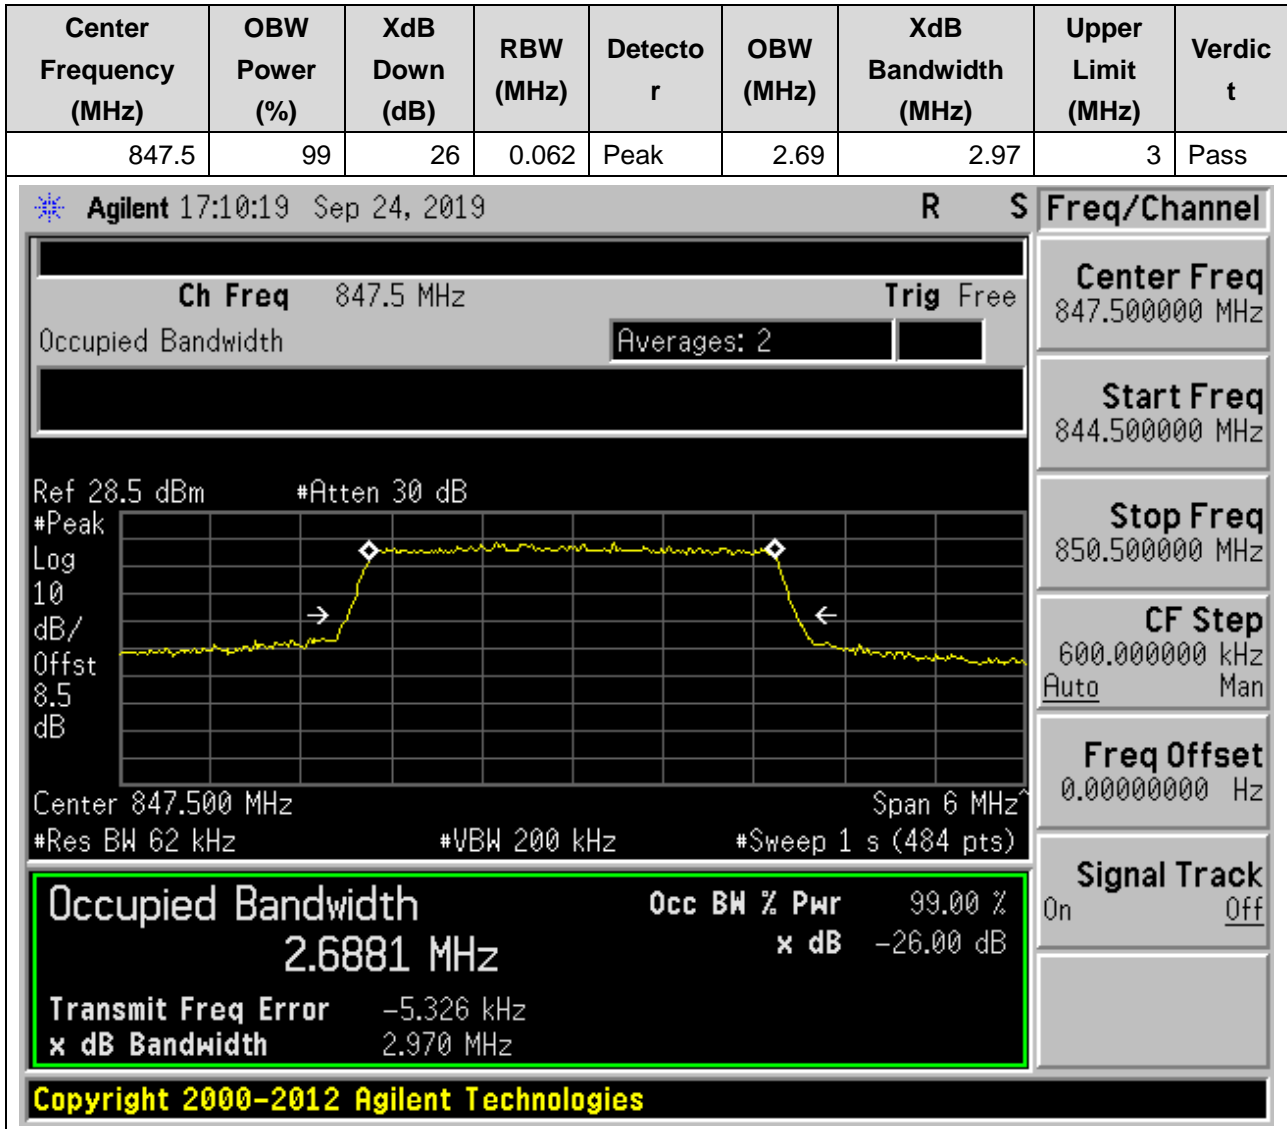 Center Frequency (MHz) OBW Power (%) XdB Down (dB) RBW (MHz) Detecto r OBW (MHz) XdB Bandwidth (MHz) Upper Limit (MHz) Verdic t
847.5 99 26 0.062 Peak 2.69 2.97 3 Pass
Agilent 17:10:19 Sep 24, 2019 R S
Ch Freq 847.5 MHz Trig Free
Occupied Bandwidth Averages: 2
Ref 28.5 dBm #Atten 30 dB
#Peak
Log
10
dB/
Offst
8.5
dB
Center 847.500 MHz Span 6 MHz^
#Res BW 62 kHz #VBW 200 kHz #Sweep 1 s (484 pts)
Occupied Bandwidth Occ BW % Pwr 99.00 %
2.6881 MHz x dB -26.00 dB
Transmit Freq Error -5.326 kHz
x dB Bandwidth 2.970 MHz
Copyright 2000-2012 Agilent Technologies
Freq/Channel
Center Freq
847.500000 MHz
Start Freq
844.500000 MHz
Stop Freq
850.500000 MHz
CF Step
600.000000 kHz
Auto Man
Freq Offset
0.00000000 Hz
Signal Track
On Off